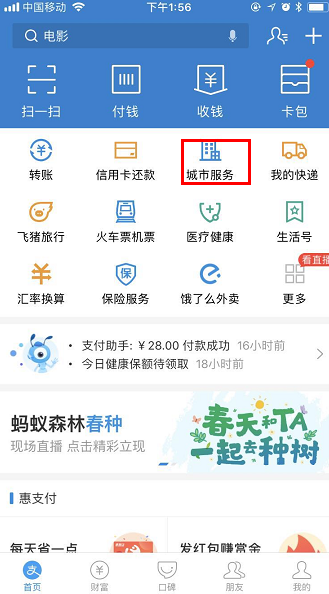 中国移动 下午1:56
电影
扫一扫 付钱 收钱 卡包
转账 信用卡还款 城市服务 我的快递
飞猪旅行 火车票机票 医疗健康 生活号
看直播
汇率换算 保险服务 饿了么外卖 更多
支付助手: ¥28.00 付款成功 16小时前
今日健康保额待领取 18小时前
蚂蚁森林春种
现场直播 点击精彩立现
春天和TA
一起去种树
惠支付
每天省一点 发红包赚赏金
首页 财富 口碑 朋友 我的